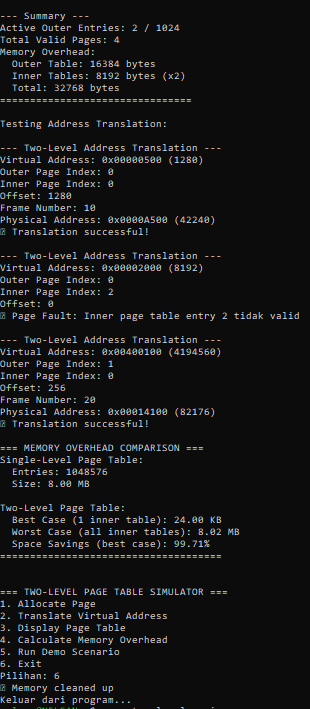 --- Summary ---
Active Outer Entries: 2 / 1024
Total Valid Pages: 4
Memory Overhead:
  Outer Table: 16384 bytes
  Inner Tables: 8192 bytes (x2)
  Total: 32768 bytes
================================
Testing Address Translation:
--- Two-Level Address Translation ---
Virtual Address: 0x00000500 (1280)
Outer Page Index: 0
Inner Page Index: 0
Offset: 1280
Frame Number: 10
Physical Address: 0x0000A500 (42240)
Translation successful!
--- Two-Level Address Translation ---
Virtual Address: 0x00002000 (8192)
Outer Page Index: 0
Inner Page Index: 2
Offset: 0
Page Fault: Inner page table entry 2 tidak valid
--- Two-Level Address Translation ---
Virtual Address: 0x00400100 (4194560)
Outer Page Index: 1
Inner Page Index: 0
Offset: 256
Frame Number: 20
Physical Address: 0x00014100 (82176)
Translation successful!
=== MEMORY OVERHEAD COMPARISON ===
Single-Level Page Table:
  Entries: 1048576
  Size: 8.00 MB
Two-Level Page Table:
  Best Case (1 inner table): 24.00 KB
  Worst Case (all inner tables): 8.02 MB
  Space Savings (best case): 99.71%
=====================================
=== TWO-LEVEL PAGE TABLE SIMULATOR ===
1. Allocate Page
2. Translate Virtual Address
3. Display Page Table
4. Calculate Memory Overhead
5. Run Demo Scenario
6. Exit
Pilihan: 6
Memory cleaned up
Keluar dari program...